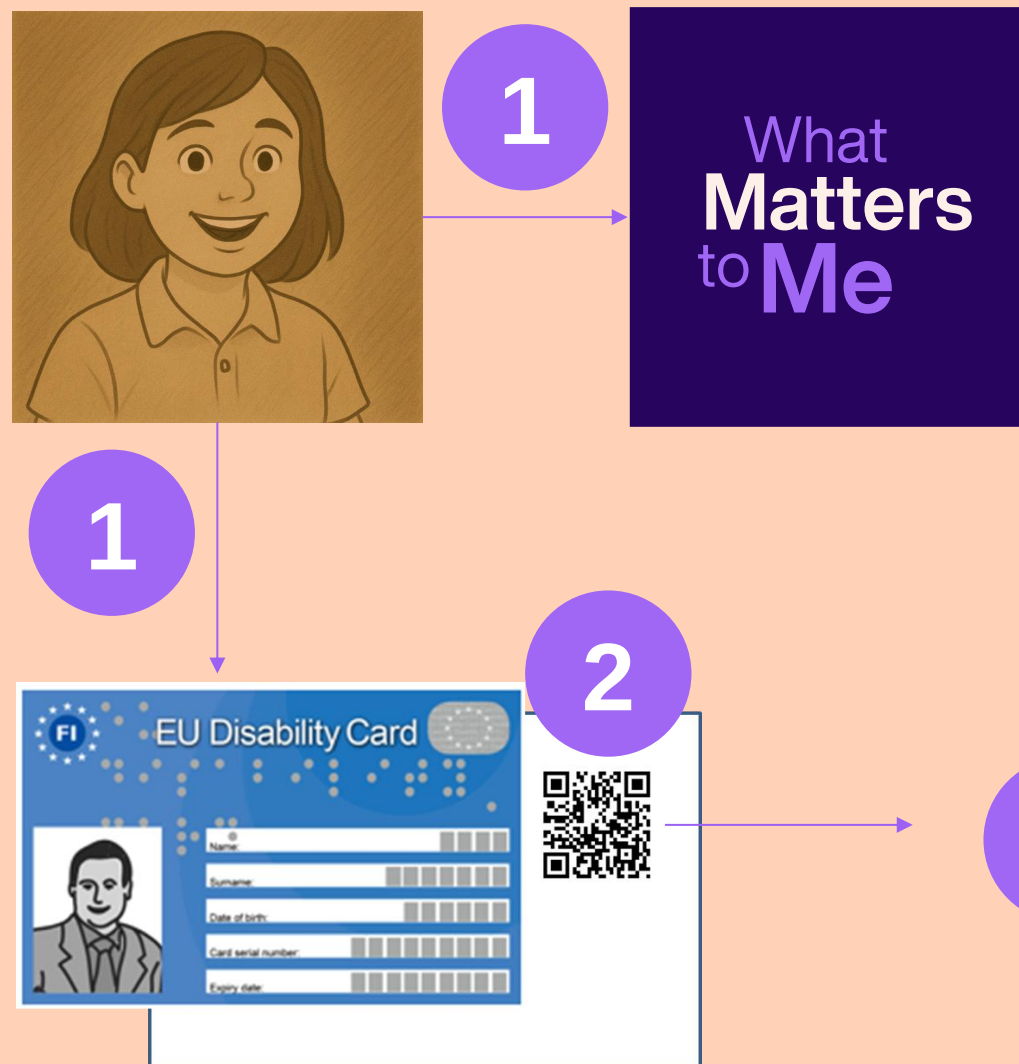 1
What
Matters
to Me
1
2
FI
EU Disability Card
Name:
Surname:
Date of birth:
Card serial number:
Expiry date: